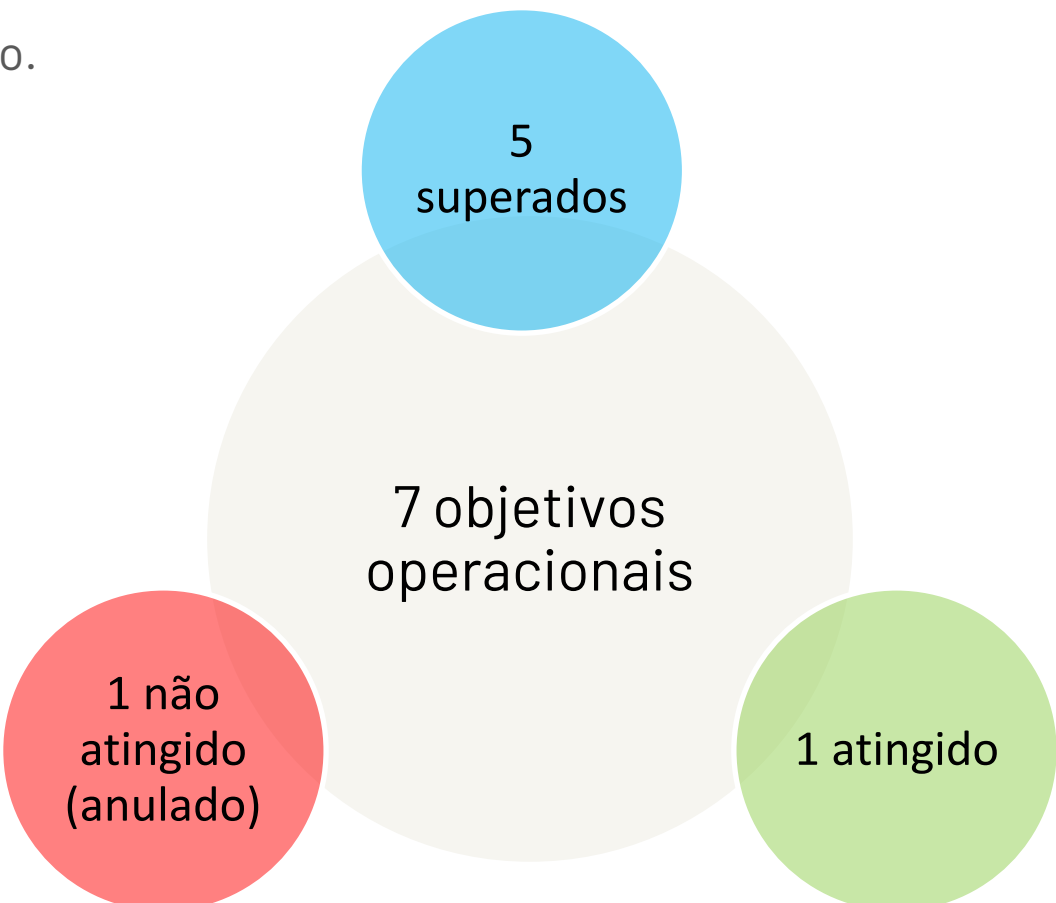 o.
5
superados
7 objetivos
operacionais
1 não
atingido
(anulado)
1 atingido